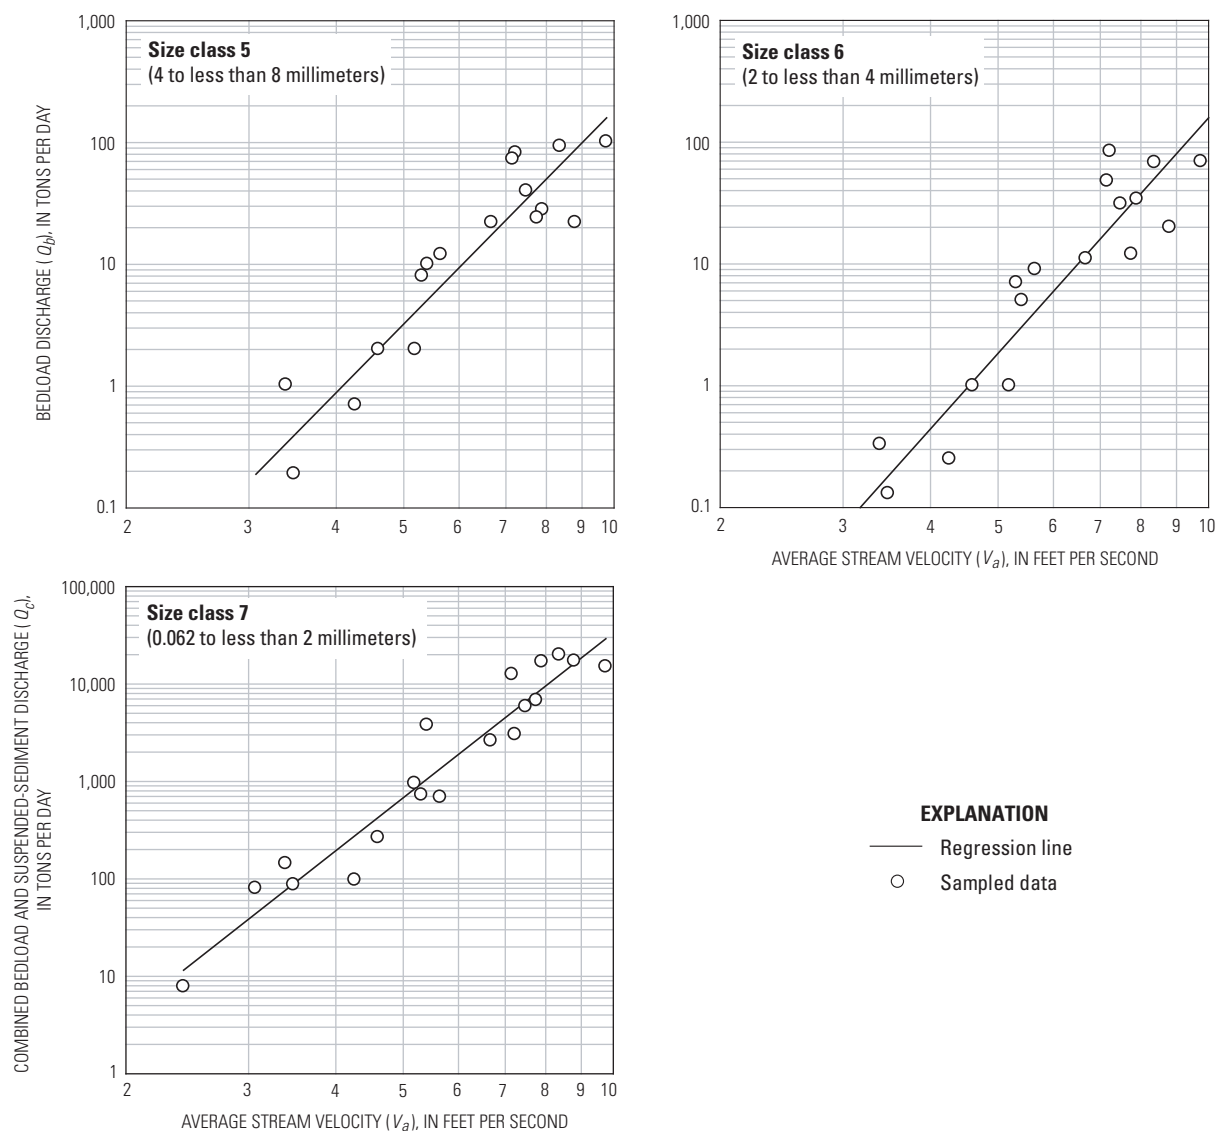 BEDLOAD DISCHARGE ( Qb), IN TONS PER DAY
1,000
100
10
1
0.1
Size class 5
(4 to less than 8 millimeters)
2 3 4 5 6 7 8 9 10
1,000
100
10
1
0.1
Size class 6
(2 to less than 4 millimeters)
2 3 4 5 6 7 8 9 10
AVERAGE STREAM VELOCITY (Va), IN FEET PER SECOND
COMBINED BEDLOAD AND SUSPENDED-SEDIMENT DISCHARGE ( Qc),
IN TONS PER DAY
100,000
10,000
1,000
100
10
1
Size class 7
(0.062 to less than 2 millimeters)
2 3 4 5 6 7 8 9 10
AVERAGE STREAM VELOCITY (Va), IN FEET PER SECOND
EXPLANATION
Regression line
Sampled data